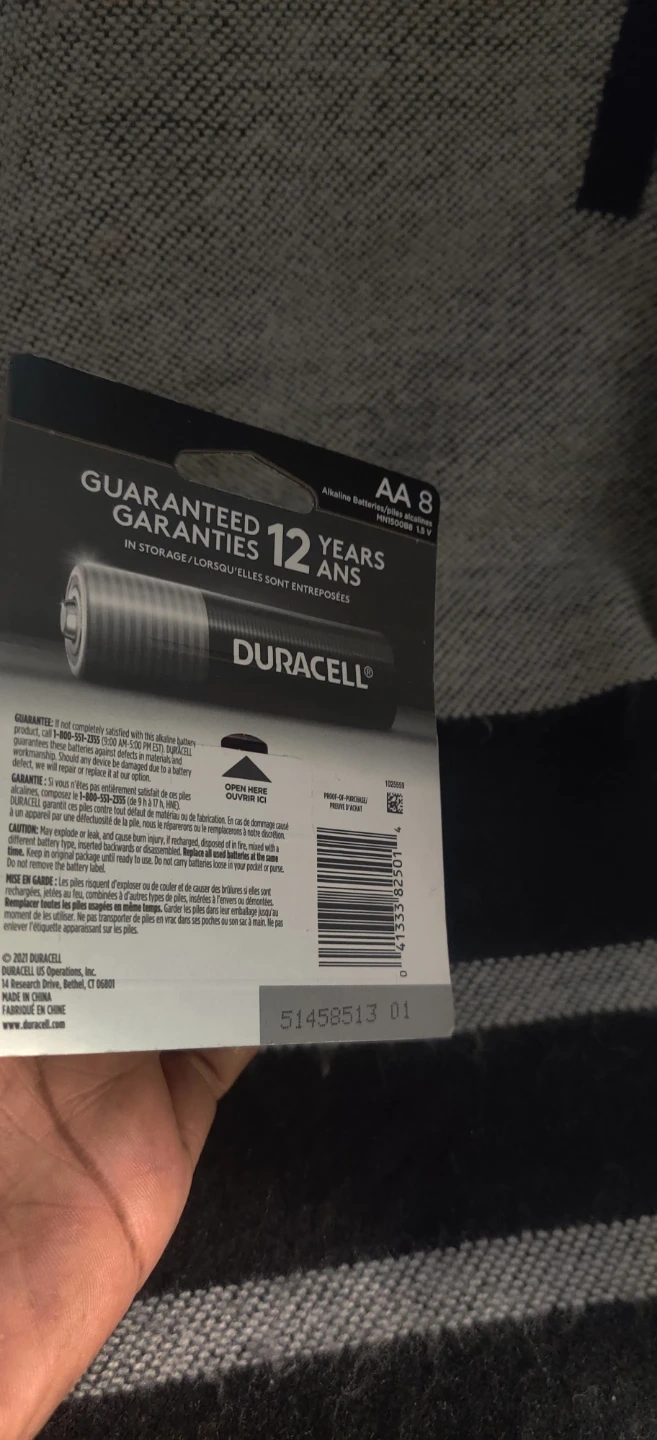 AA 8
Alkaline Batteries/piles alcalines
MN1500B8 1.5 V
GUARANTEED
GARANTIES
12
YEARS
ANS
IN STORAGE/LORSQU'ELLES SONT ENTREPOSÉES
DURACELL®
GUARANTEE: If not completely satisfied with this alkaline battery
product, call 1-800-551-2355 (9:00 AM-5:00 PM EST). DURACELL
guarantees these batteries against defects in materials and
workmanship. Should any device be damaged due to a battery
defect, we will repair or replace it at our option.
GARANTIE : Si vous n'êtes pas entièrement satisfait de ces piles
alcalines, composez le 1-800-551-2355 (de 9 h à 17 h, HNE).
DURACELL garantit ces piles contre tout défaut de matériau ou de fabrication. En cas de dommage causé
à un appareil par une défectuosité de la pile, nous le réparerons ou le remplacerons à notre discrétion.
CAUTION: May explode or leak, and cause burn injury, if recharged, disposed of in fire, mixed with a
different battery type, inserted backwards or disassembled. Replace all used batteries at the same
time. Keep in original package until ready to use. Do not carry batteries loose in your pocket or purse.
Do not remove the battery label.
MISE EN GARDE : Les piles risquent d'exploser ou de couler et de causer des brûlures si elles sont
rechargées, jetées au feu, combinées à d'autres types de piles, insérées à l'envers ou démontées.
Remplacer toutes les piles usagées en même temps. Garder les piles dans leur emballage jusqu'au
moment de les utiliser. Ne pas transporter de piles en vrac dans ses poches ou son sac à main. Ne pas
enlever l'étiquette apparaissant sur les piles.
OPEN HERE
OUVRIR ICI
PROOF-OF-PURCHASE/
PREUVE D'ACHAT
0 41333 82501 4
© 2021 DURACELL
DURACELL US Operations, Inc.
14 Research Drive, Bethel, CT 06801
MADE IN CHINA
FABRIQUÉ EN CHINE
www.duracell.com
51458513 01